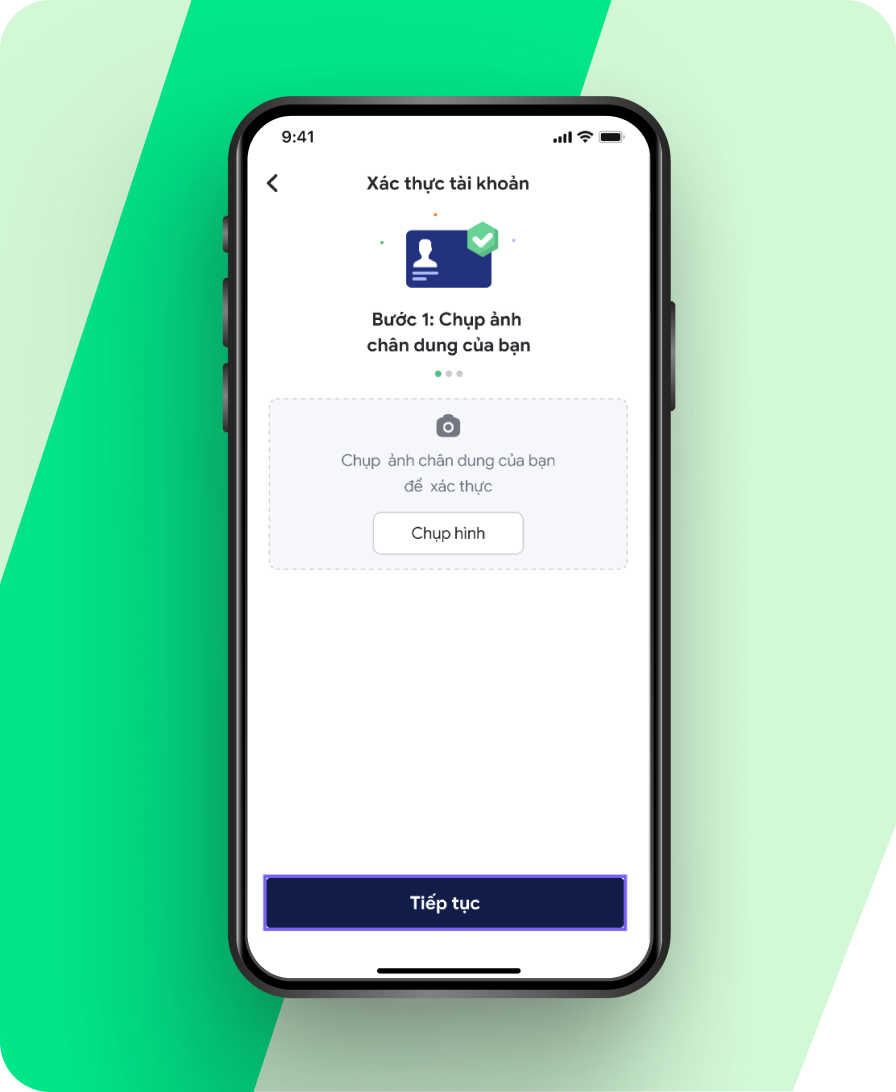 9:41
Xác thực tài khoản
Bước 1: Chụp ảnh
chân dung của bạn
Chụp ảnh chân dung của bạn
để xác thực
Chụp hình
Tiếp tục